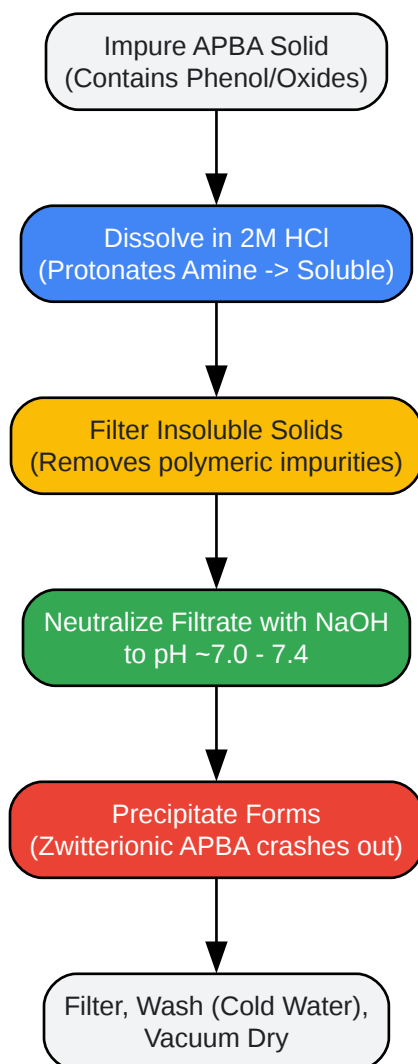 Impure APBA Solid
(Contains Phenol/Oxides)
Dissolve in 2M HCl
(Protonates Amine -> Soluble)
Filter Insoluble Solids
(Removes polymeric impurities)
Neutralize Filtrate with NaOH
to pH ~7.0 - 7.4
Precipitate Forms
(Zwitterionic APBA crashes out)
Filter, Wash (Cold Water),
Vacuum Dry